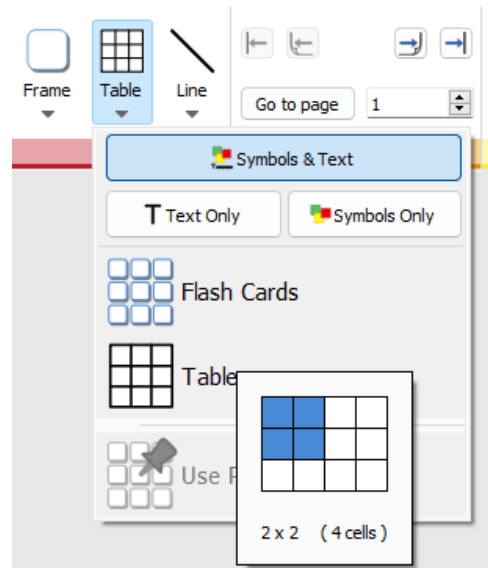 Frame
Table
Line
Go to page
1
Symbols & Text
T Text Only
Symbols Only
Flash Cards
Table
Use
2 x 2 ( 4 cells )